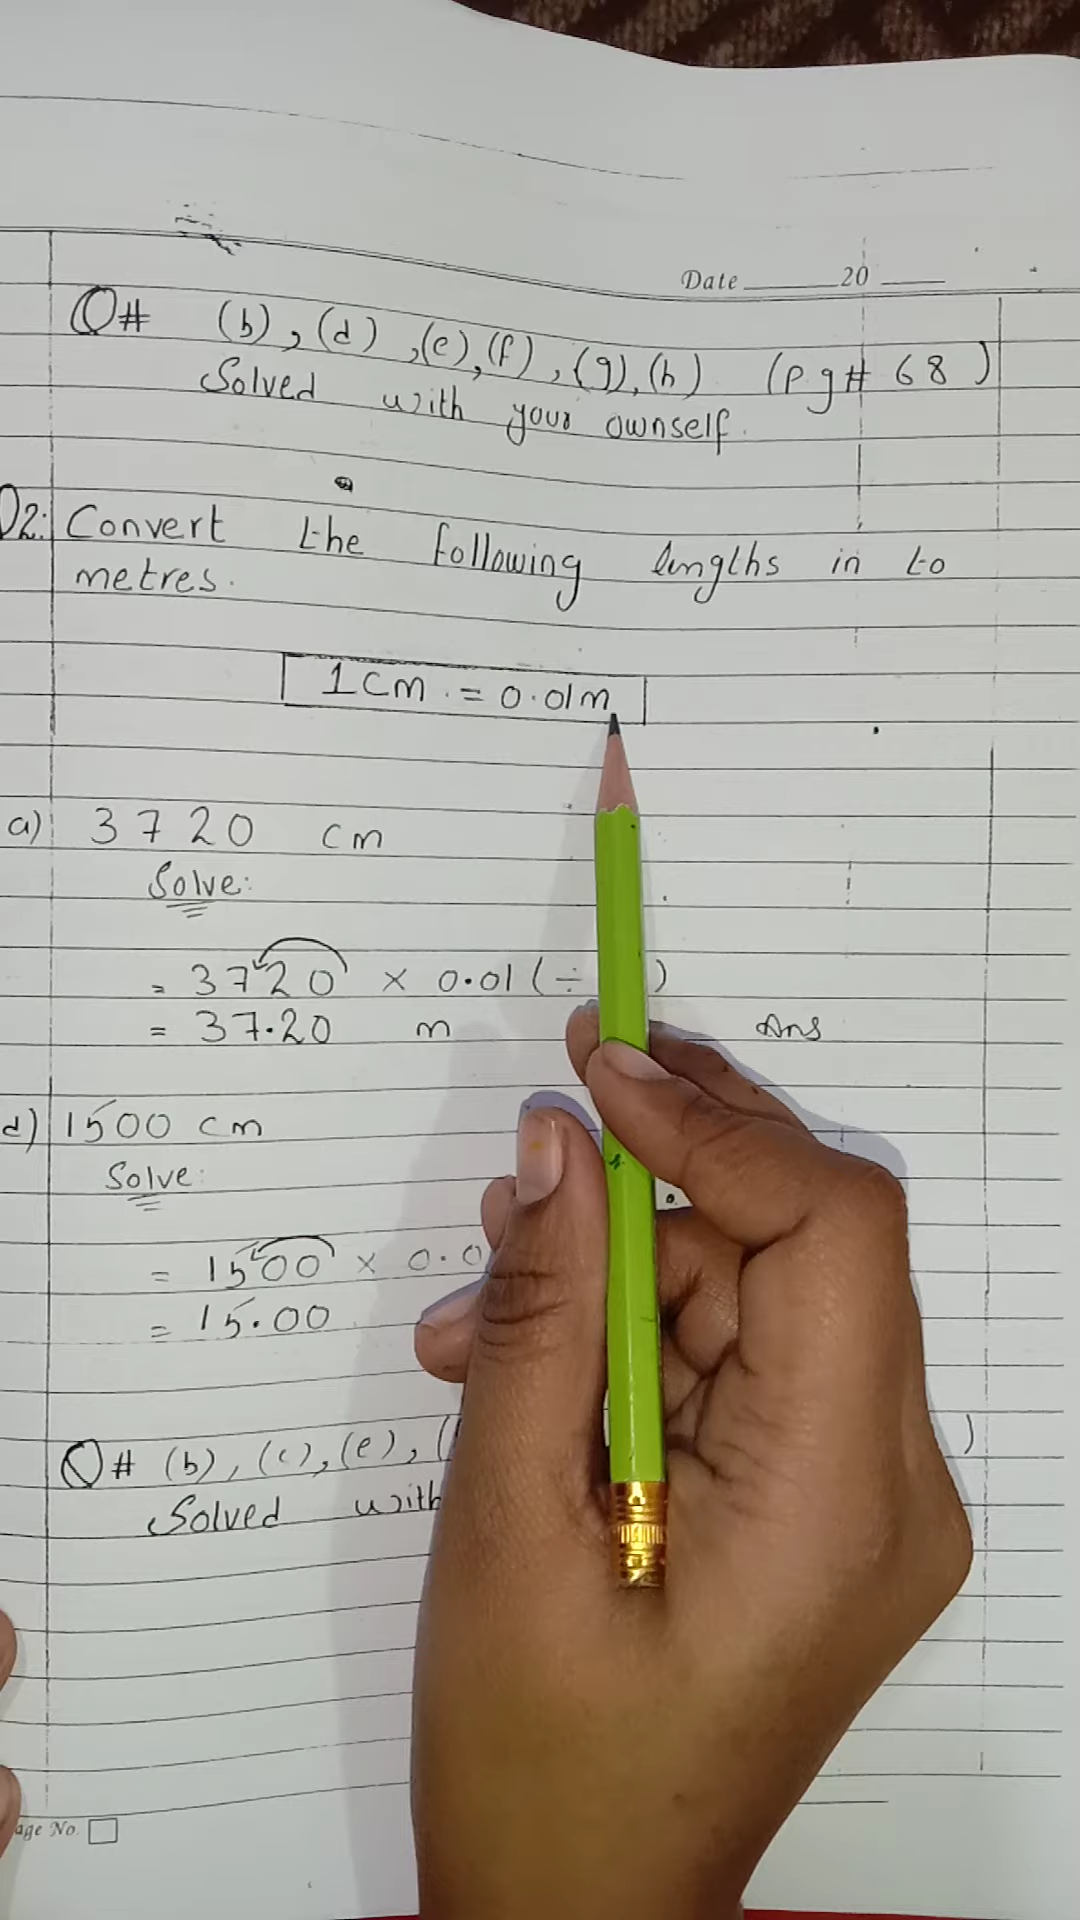 Date ______20 ____
Q# (b), (d), (e), (f), (g), (h) (pg# 68)
Solved with your ownself.
Q2: Convert the following lengths in to
metres.
1cm = 0.01m
a) 3720 cm
Solve:
= 3720 × 0.01 (÷ )
= 37.20 m Ans
d) 1500 cm
Solve:
= 1500 × 0.0
= 15.00
Q# (b), (c), (e), ( )
Solved with
age No.